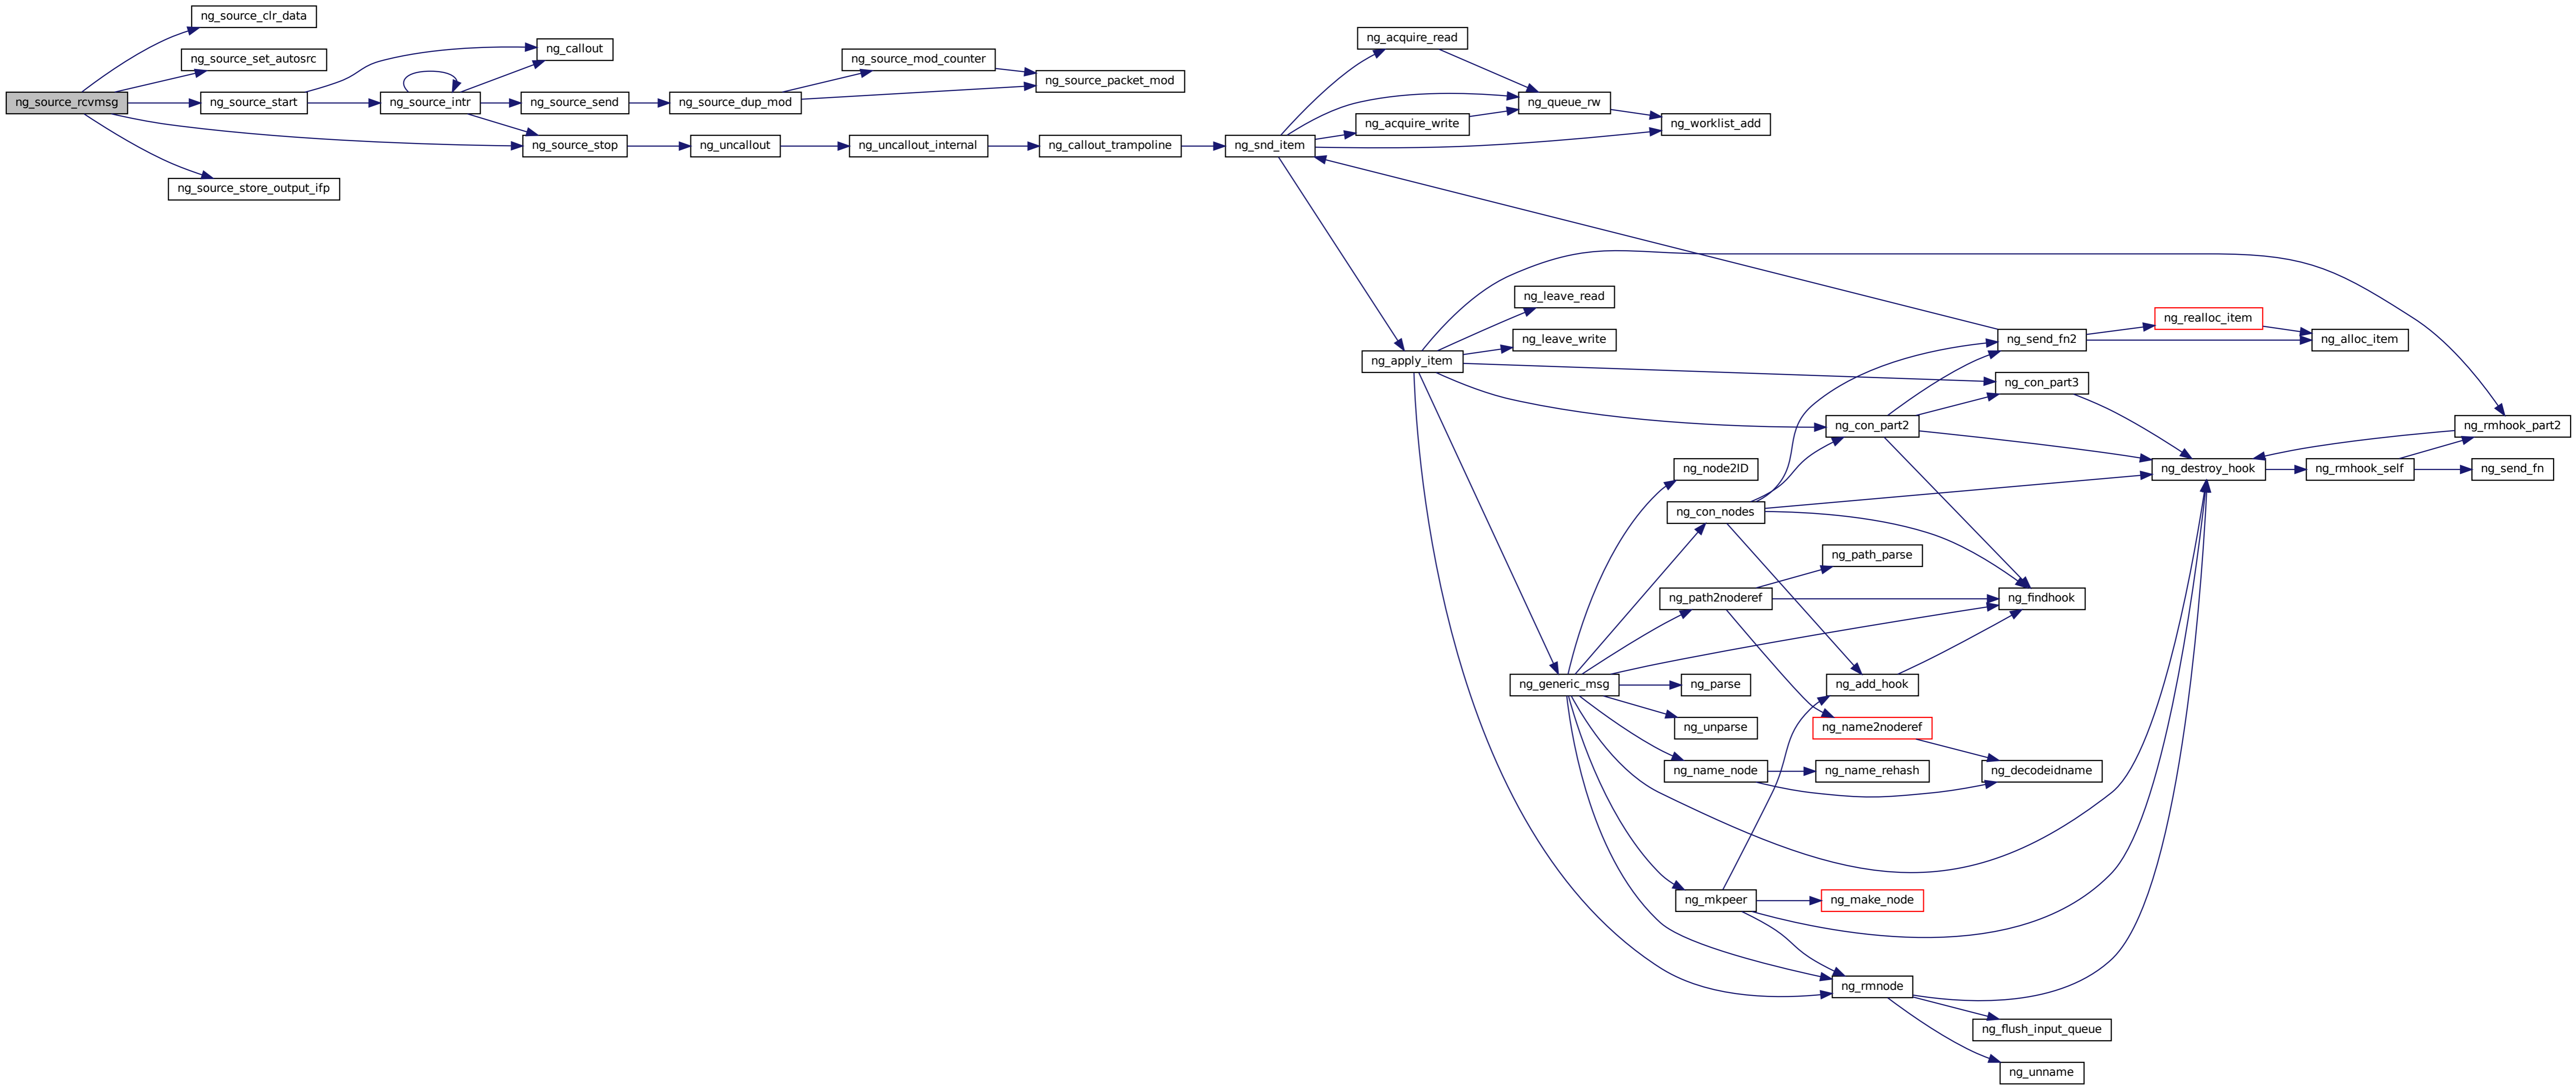 ng_source_rcvmsg
ng_source_clr_data
ng_source_set_autosrc
ng_source_start
ng_source_store_output_ifp
ng_callout
ng_source_intr
ng_source_send
ng_source_stop
ng_source_dup_mod
ng_source_mod_counter
ng_source_packet_mod
ng_uncallout
ng_uncallout_internal
ng_callout_trampoline
ng_snd_item
ng_acquire_read
ng_acquire_write
ng_queue_rw
ng_worklist_add
ng_apply_item
ng_leave_read
ng_leave_write
ng_generic_msg
ng_node2ID
ng_con_nodes
ng_path2noderef
ng_parse
ng_unparse
ng_name_node
ng_mkpeer
ng_con_part2
ng_path_parse
ng_add_hook
ng_name2noderef
ng_name_rehash
ng_make_node
ng_rmnode
ng_send_fn2
ng_con_part3
ng_findhook
ng_decodeidname
ng_flush_input_queue
ng_unname
ng_realloc_item
ng_alloc_item
ng_destroy_hook
ng_rmhook_self
ng_rmhook_part2
ng_send_fn